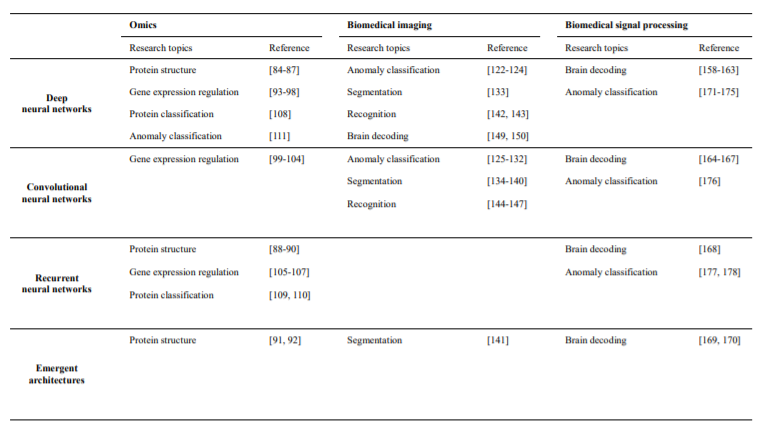 Omics Biomedical imaging Biomedical signal processing
Research topics Reference Research topics Reference Research topics Reference
Deep
neural networks
Protein structure [84-87] Anomaly classification [122-124] Brain decoding [158-163]
Gene expression regulation [93-98] Segmentation [133] Anomaly classification [171-175]
Protein classification [108] Recognition [142, 143]
Anomaly classification [111] Brain decoding [149, 150]
Convolutional
neural networks
Gene expression regulation [99-104] Anomaly classification [125-132] Brain decoding [164-167]
Segmentation [134-140] Anomaly classification [176]
Recognition [144-147]
Recurrent
neural networks
Protein structure [88-90] Brain decoding [168]
Gene expression regulation [105-107] Anomaly classification [177, 178]
Protein classification [109, 110]
Emergent
architectures
Protein structure [91, 92] Segmentation [141] Brain decoding [169, 170]